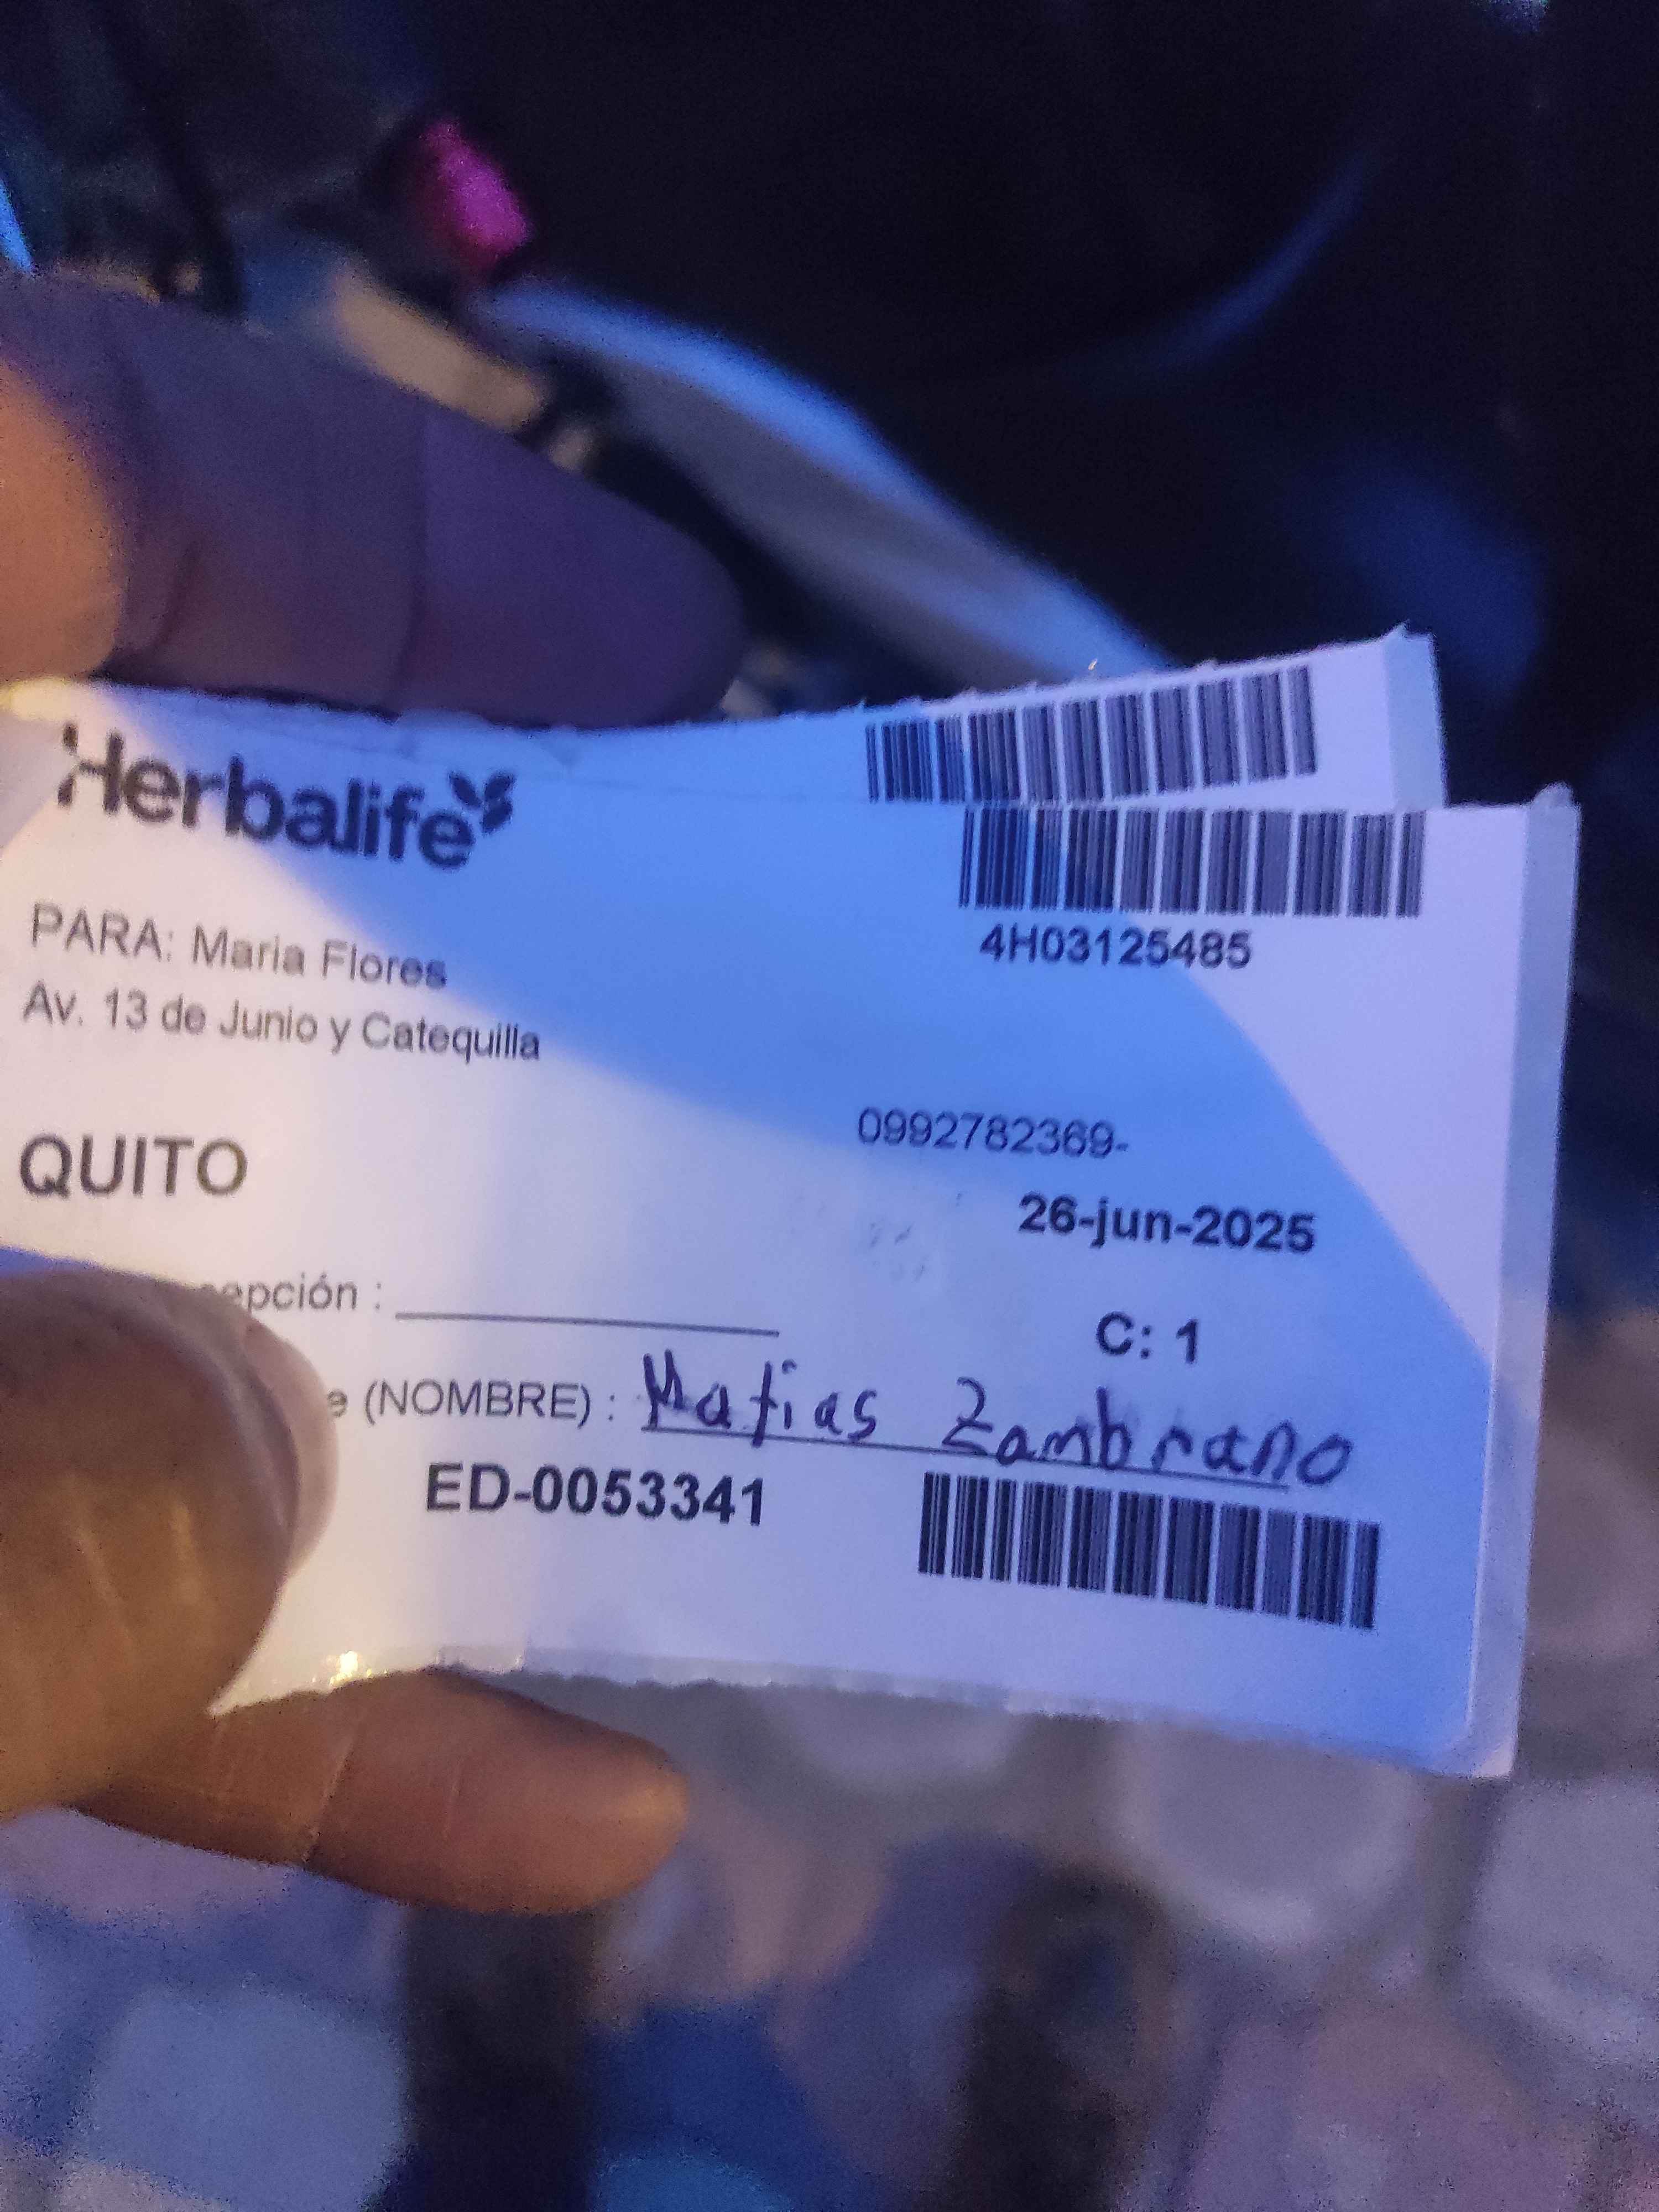 Herbalife
4H03125485
PARA: Maria Flores
Av. 13 de Junio y Catequilla
0992782369-
QUITO
26-jun-2025
epción :
C: 1
e (NOMBRE) : Matias Zambrano
ED-0053341